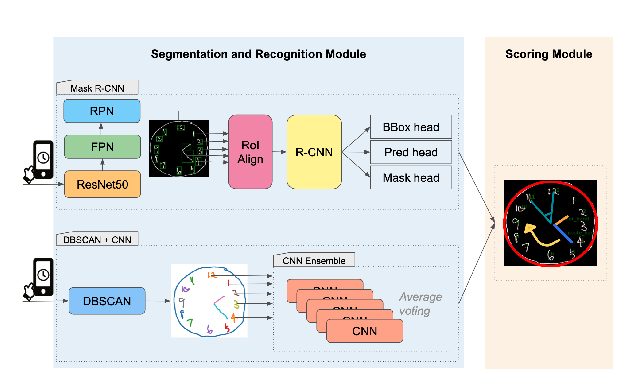 Segmentation and Recognition Module
Scoring Module
Mask R-CNN
RPN
FPN
ResNet50
RoI
Align
R-CNN
BBox head
Pred head
Mask head
DBSCAN + CNN
DBSCAN
CNN Ensemble
CNN
Average
voting